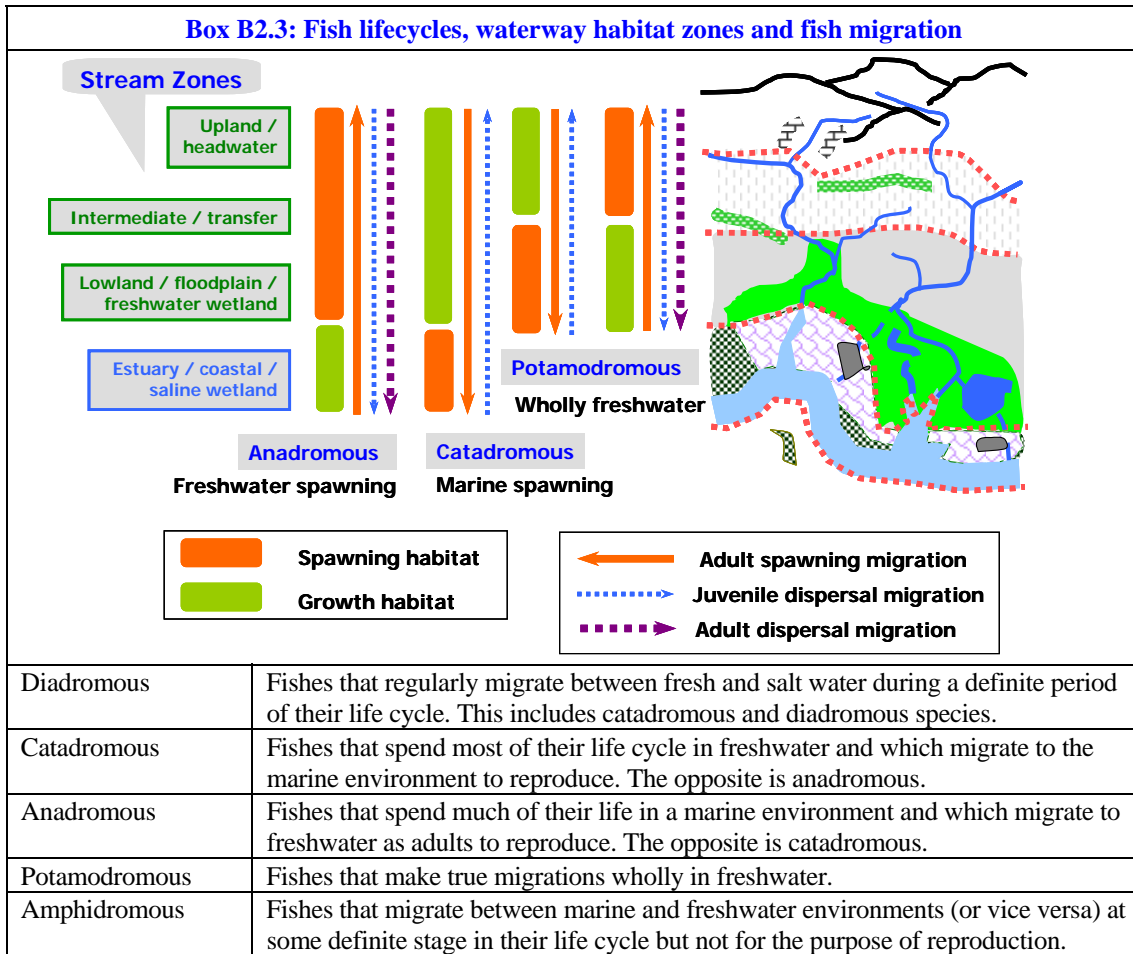 Box B2.3: Fish lifecycles, waterway habitat zones and fish migration
Stream Zones
Upland /
headwater
Intermediate / transfer
Lowland / floodplain /
freshwater wetland
Estuary / coastal /
saline wetland
Potamodromous
Wholly freshwater
Anadromous
Freshwater spawning
Catadromous
Marine spawning
Spawning habitat
Growth habitat
Adult spawning migration
Juvenile dispersal migration
Adult dispersal migration
Diadromous
Fishes that regularly migrate between fresh and salt water during a definite period
of their life cycle. This includes catadromous and diadromous species.
Catadromous
Fishes that spend most of their life cycle in freshwater and which migrate to the
marine environment to reproduce. The opposite is anadromous.
Anadromous
Fishes that spend much of their life in a marine environment and which migrate to
freshwater as adults to reproduce. The opposite is catadromous.
Potamodromous
Fishes that make true migrations wholly in freshwater.
Amphidromous
Fishes that migrate between marine and freshwater environments (or vice versa) at
some definite stage in their life cycle but not for the purpose of reproduction.